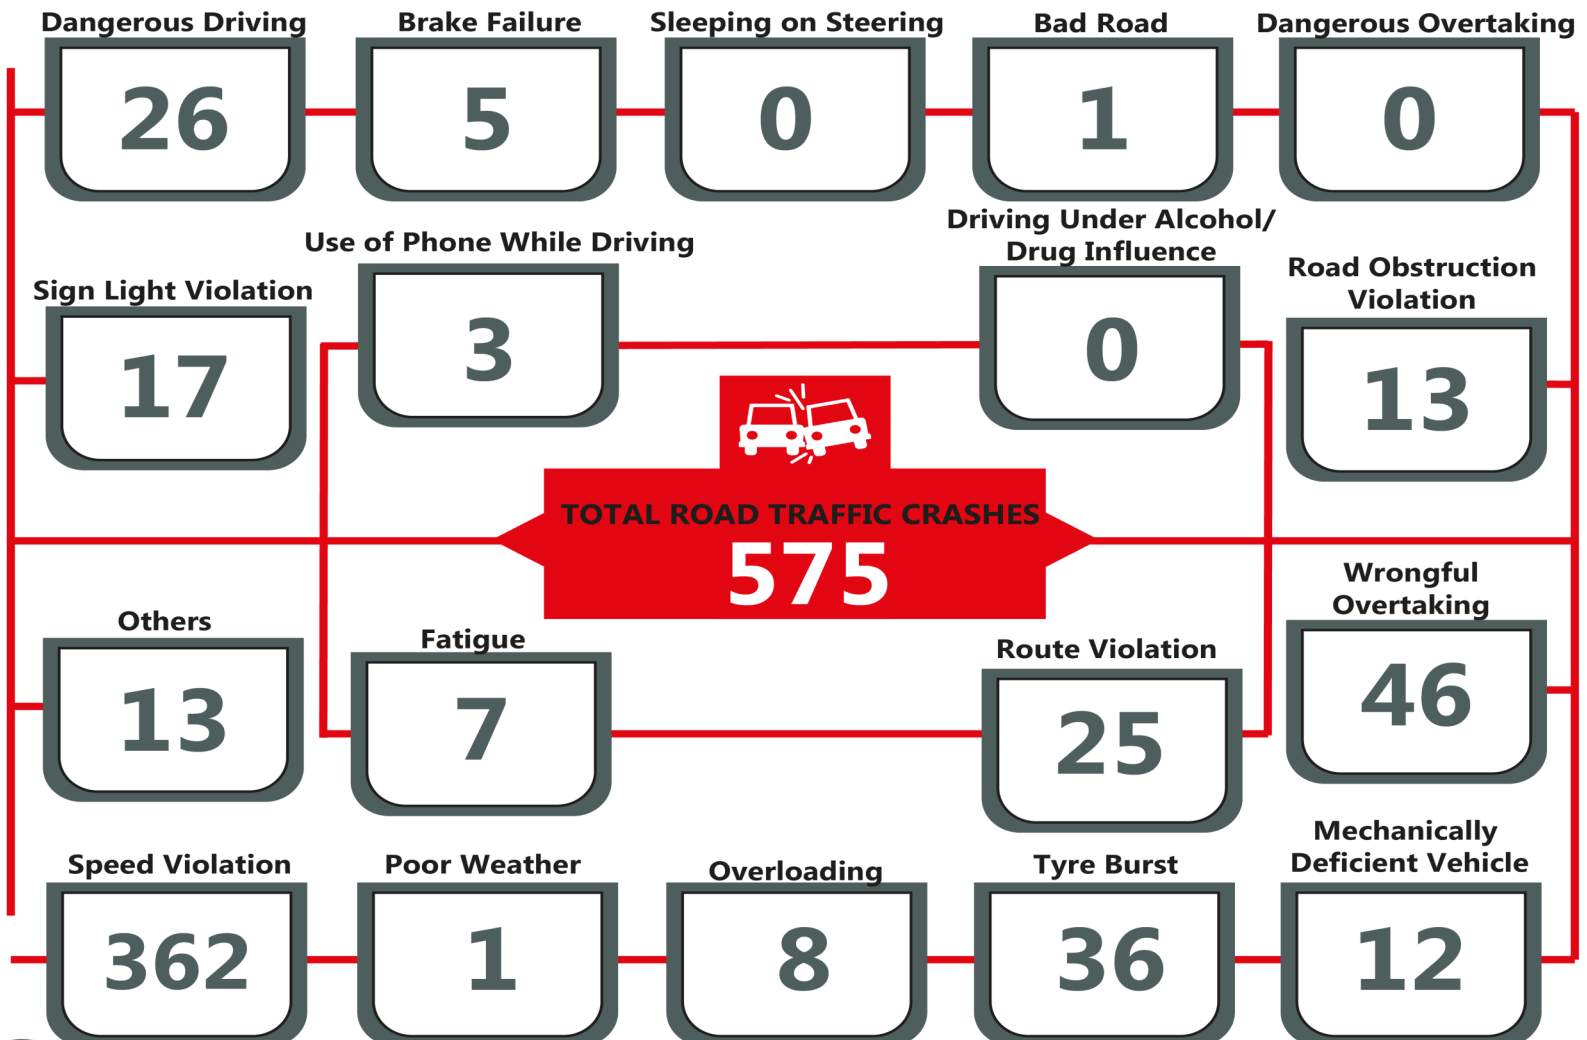 Dangerous Driving
26
Brake Failure
5
Sleeping on Steering
0
Bad Road
1
Dangerous Overtaking
0
Sign Light Violation
17
Use of Phone While Driving
3
Driving Under Alcohol/
Drug Influence
0
Road Obstruction
Violation
13
TOTAL ROAD TRAFFIC CRASHES
575
Others
13
Fatigue
7
Route Violation
25
Wrongful
Overtaking
46
Speed Violation
362
Poor Weather
1
Overloading
8
Tyre Burst
36
Mechanically
Deficient Vehicle
12